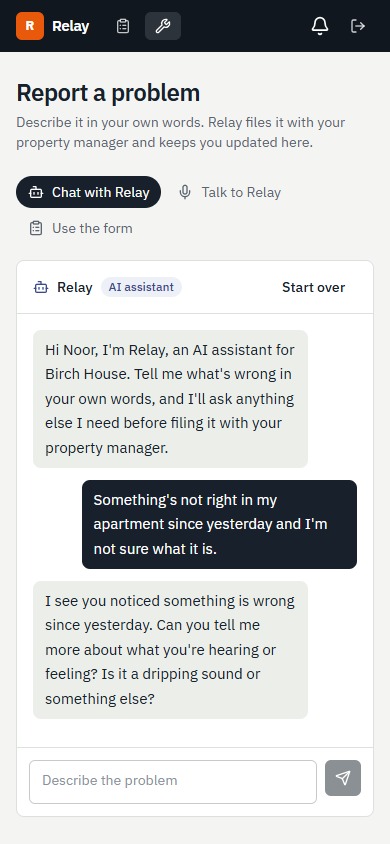 R Relay
Report a problem
Describe it in your own words. Relay files it with your
property manager and keeps you updated here.
Chat with Relay Talk to Relay
Use the form
Relay AI assistant Start over
Hi Noor, I'm Relay, an AI assistant for
Birch House. Tell me what's wrong in
your own words, and I'll ask anything
else I need before filing it with your
property manager.
Something's not right in my
apartment since yesterday and I'm
not sure what it is.
I see you noticed something is wrong
since yesterday. Can you tell me
more about what you're hearing or
feeling? Is it a dripping sound or
something else?
Describe the problem